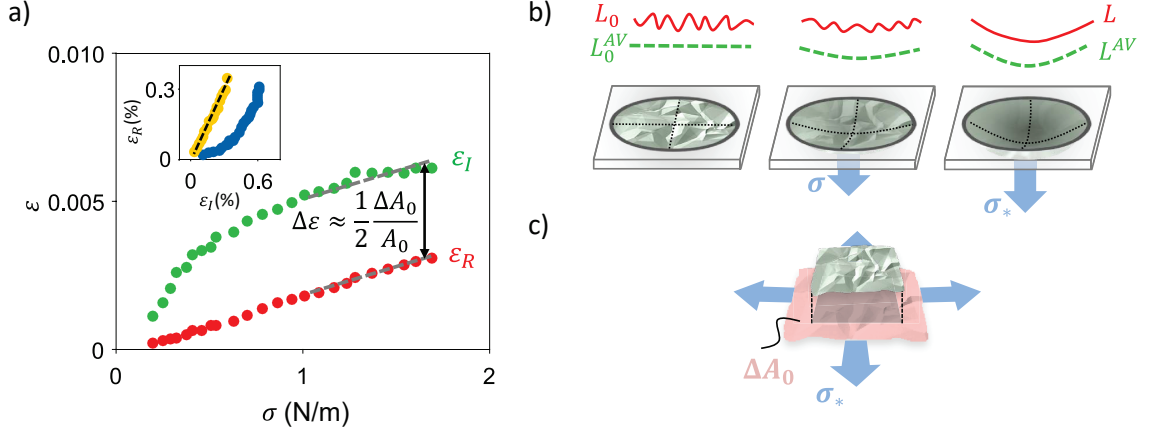 a)
0.010
0.005
0
ε
0
1
2
σ (N/m)
0.3
0
ε_R(%)
0
0.6
ε_I(%)
ε_I
Δε ≈ 1/2 ΔA_0/A_0
ε_R
b)
L_0
L
L_0^{AV}
L^{AV}
σ
σ_*
c)
ΔA_0
σ_*